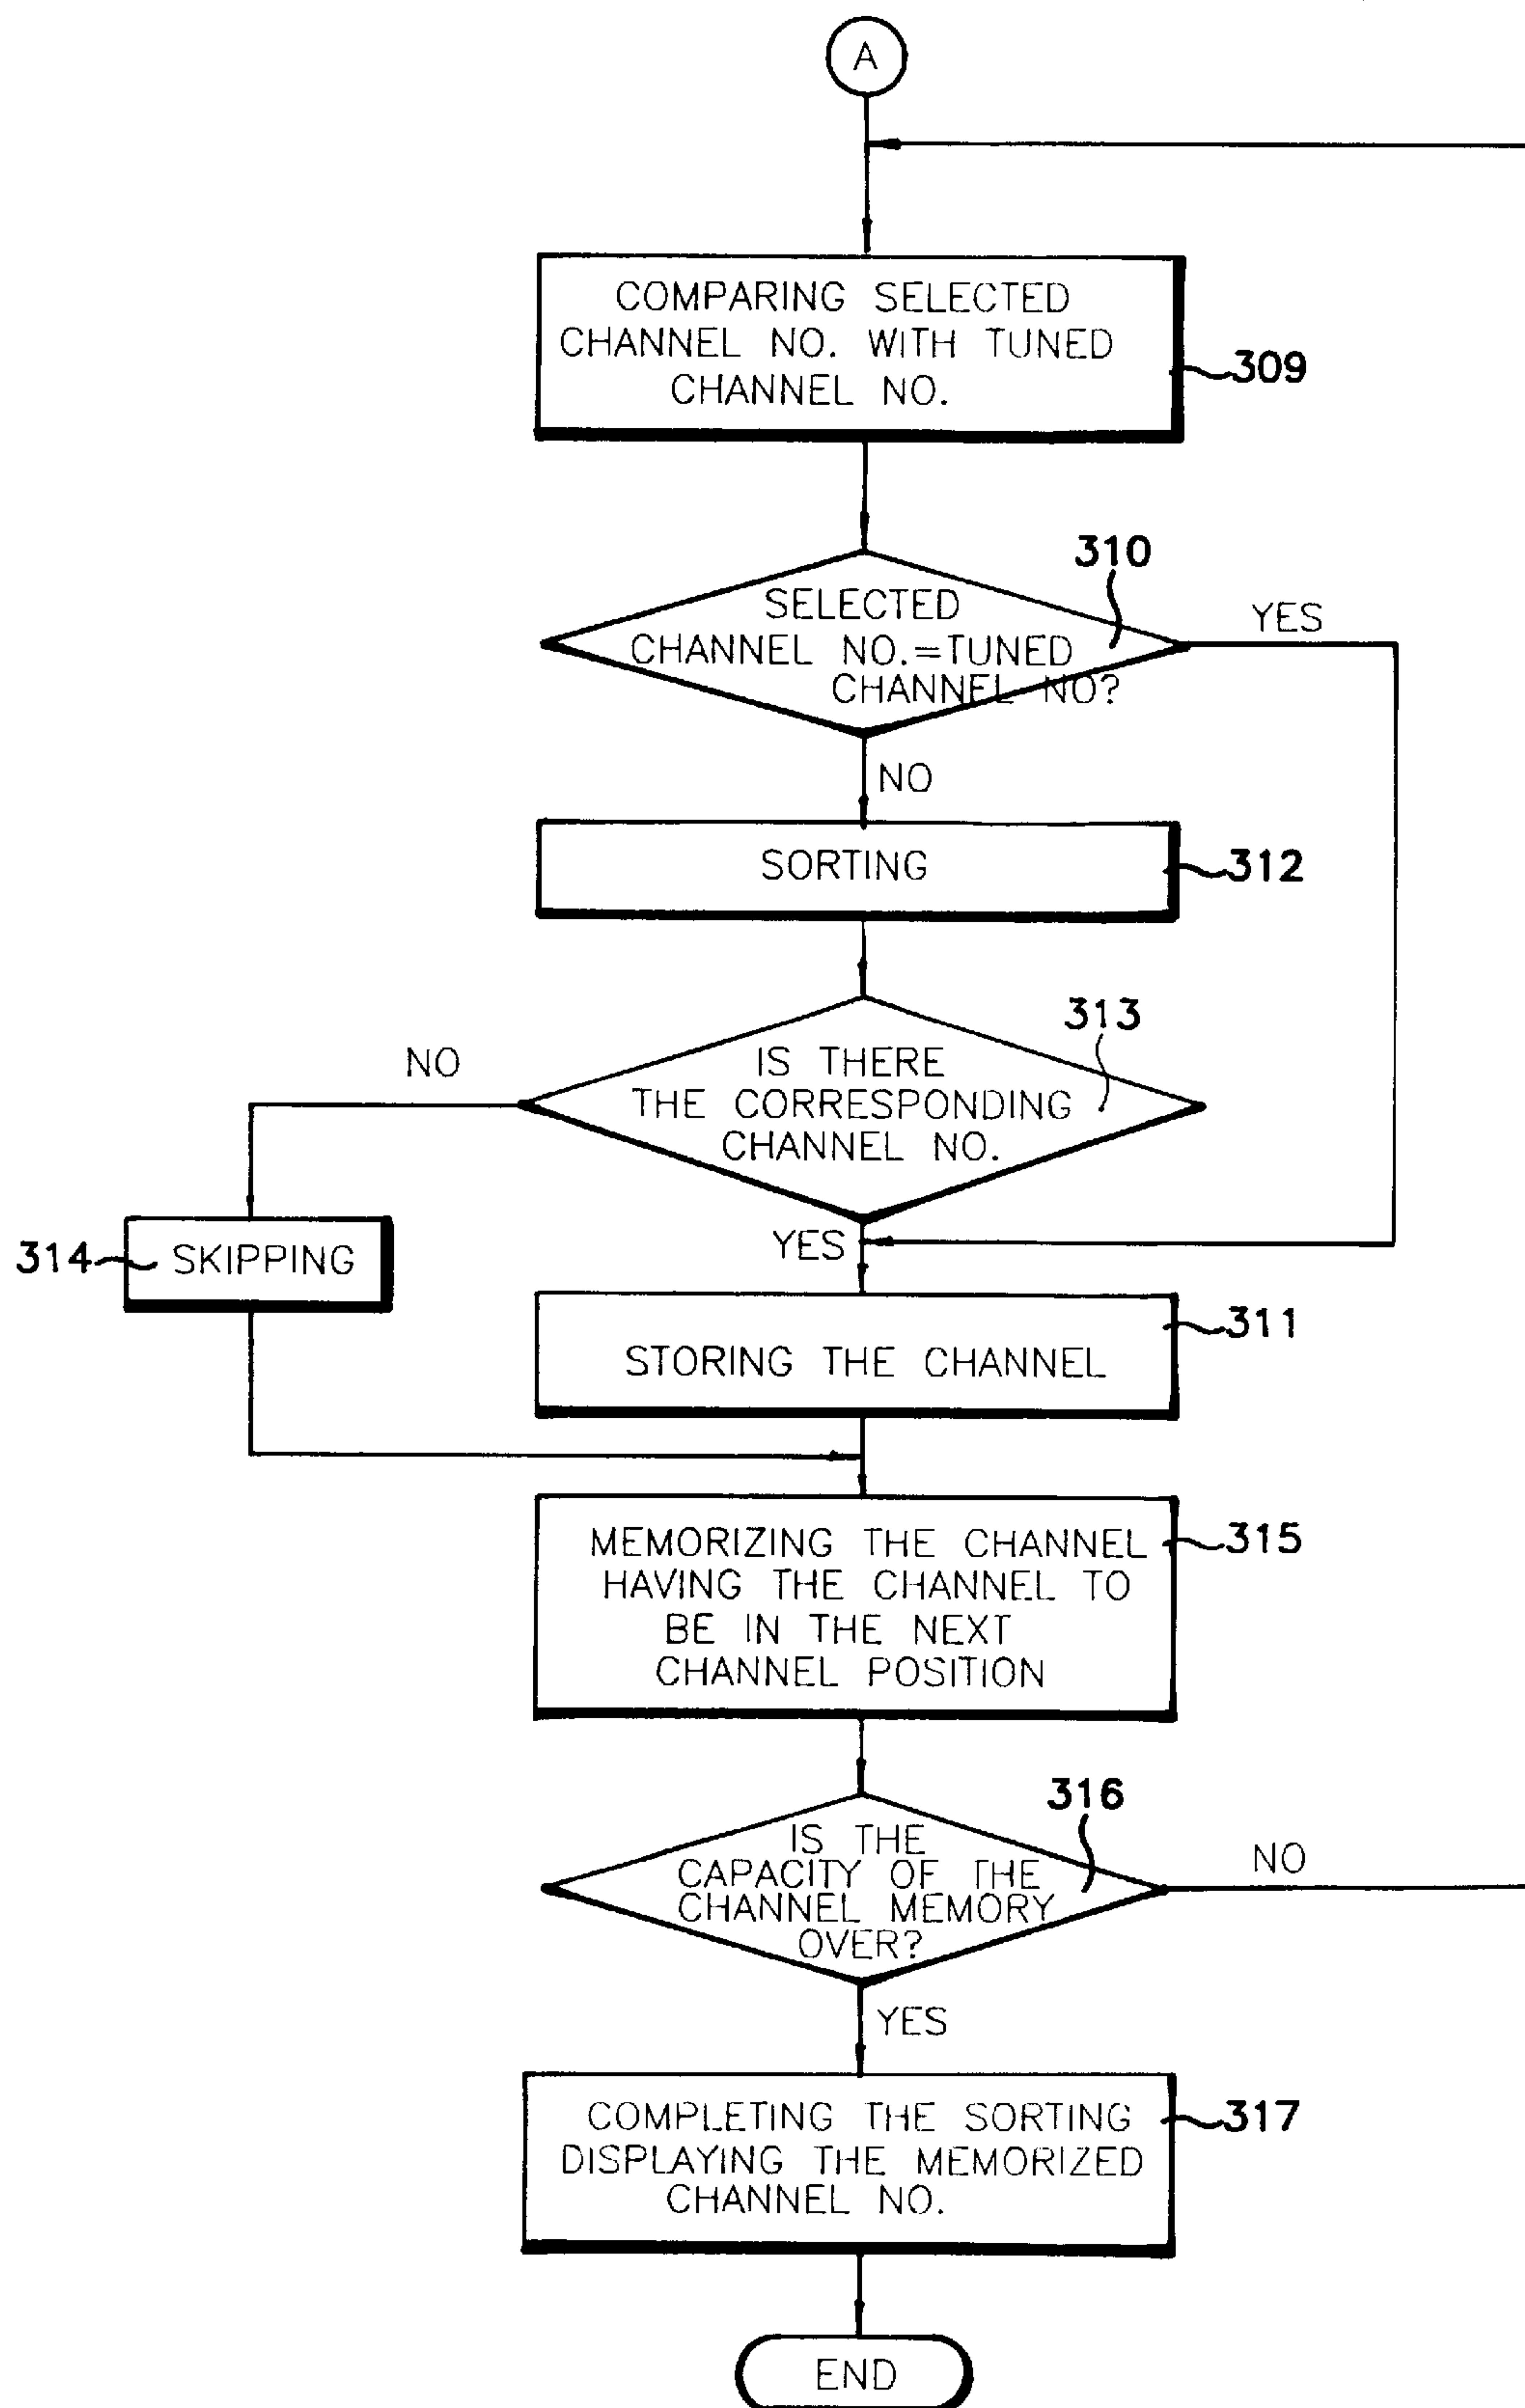 A
COMPARING SELECTED
CHANNEL NO. WITH TUNED
CHANNEL NO.
309
310
SELECTED
CHANNEL NO.=TUNED
CHANNEL NO?
YES
NO
SORTING
312
313
IS THERE
THE CORRESPONDING
CHANNEL NO.
NO
YES
314
SKIPPING
311
STORING THE CHANNEL
315
MEMORIZING THE CHANNEL
HAVING THE CHANNEL TO
BE IN THE NEXT
CHANNEL POSITION
316
IS THE
CAPACITY OF THE
CHANNEL MEMORY
OVER?
NO
YES
COMPLETING THE SORTING
DISPLAYING THE MEMORIZED
CHANNEL NO.
317
END